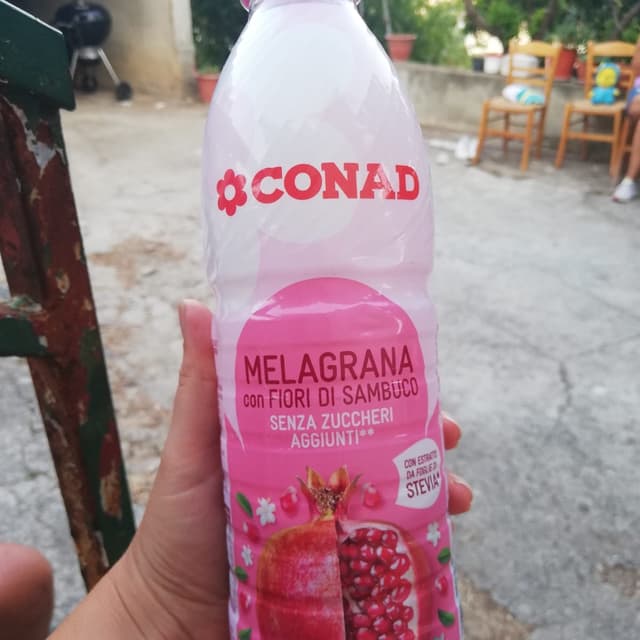 CONAD
MELAGRANA
con FIORI DI SAMBUCO
SENZA ZUCCHERI
AGGIUNTI**
CON ESTRATTO
DA FOGLIE DI
STEVIA*